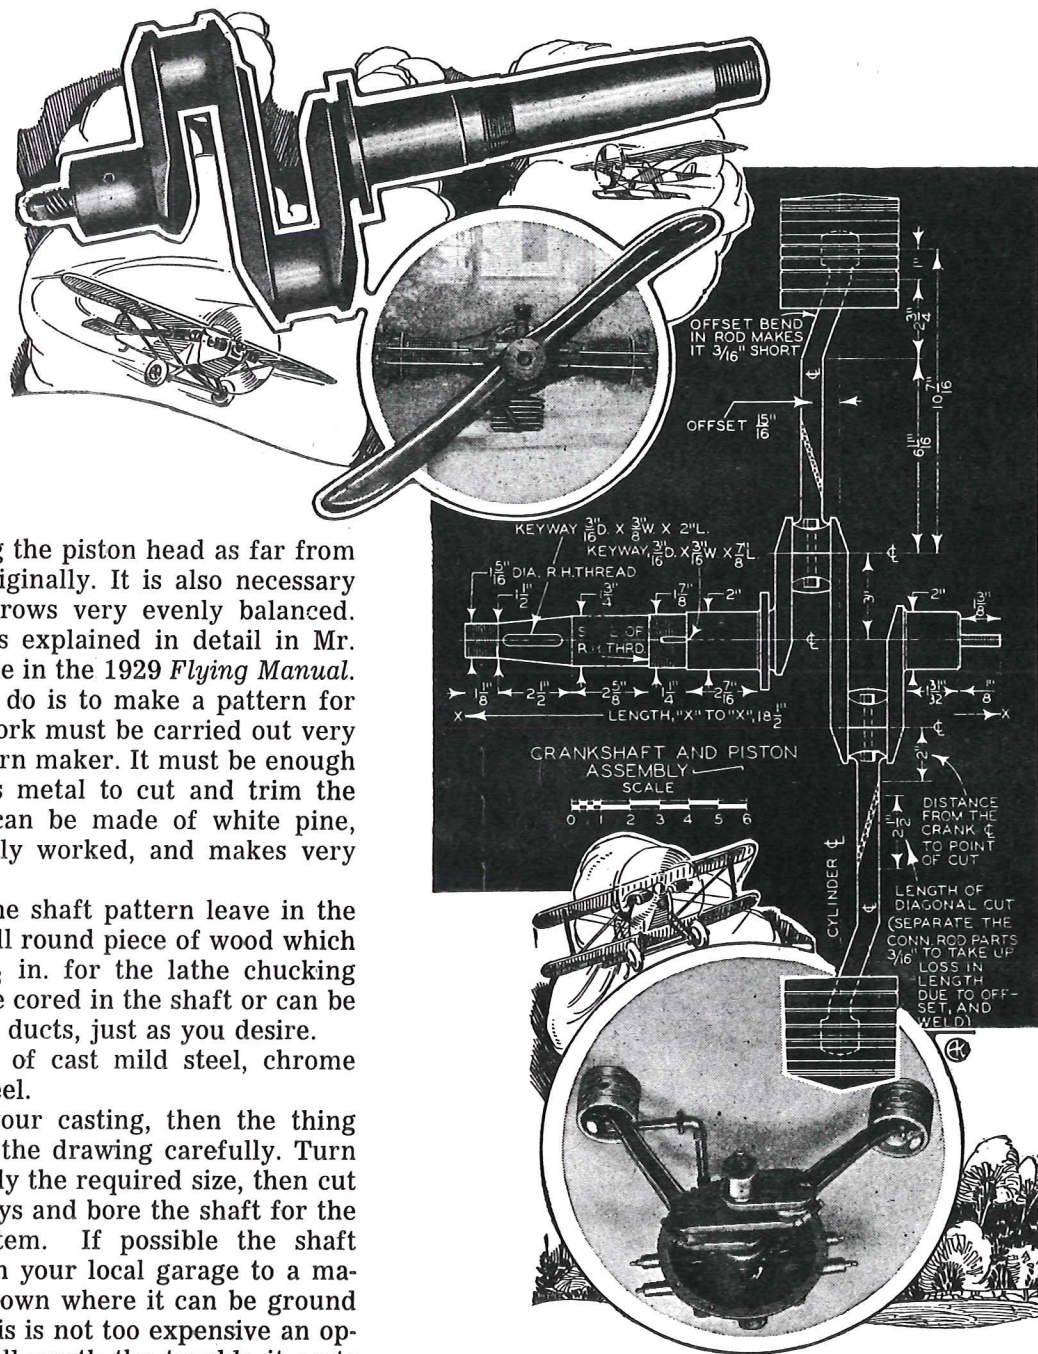 g the piston head as far from
iginally. It is also necessary
rows very evenly balanced.
s explained in detail in Mr.
e in the 1929 Flying Manual.
do is to make a pattern for
ork must be carried out very
rn maker. It must be enough
s metal to cut and trim the
can be made of white pine,
ly worked, and makes very
ne shaft pattern leave in the
ll round piece of wood which
in. for the lathe chucking
e cored in the shaft or can be
ducts, just as you desire.
of cast mild steel, chrome
eel.
your casting, then the thing
the drawing carefully. Turn
ly the required size, then cut
ys and bore the shaft for the
tem. If possible the shaft
n your local garage to a ma-
own where it can be ground
is is not too expensive an op-
OFFSET BEND
IN ROD MAKES
IT 3/16" SHORT
℄
OFFSET 15/16"
1"
2 3/4"
6 11/16"
10 7/16"
KEYWAY 3/16"D. X 3/8"W. X 2"L.
KEYWAY, 3/16"D. X 3/16"W. X 7/8"L.
1 5/16" DIA. R.H. THREAD
1 1/2"
1 3/4"
1 7/8"
2"
℄
3"
2"
1 3/8"
S E OF
R.H. THRD.
℄
℄
1 1/8"
2 1/2"
2 5/8"
1 1/4"
2 7/16"
1 31/32"
1/8"
X
LENGTH, "X" TO "X", 18 1/2"
X
℄
CRANKSHAFT AND PISTON
ASSEMBLY
SCALE
0 1 2 3 4 5 6
2"
2 1/2"
DISTANCE
FROM THE
CRANK ℄
TO POINT
OF CUT
CYLINDER ℄
℄
LENGTH OF
DIAGONAL CUT
(SEPARATE THE
CONN. ROD PARTS
3/16" TO TAKE UP
LOSS IN
LENGTH
DUE TO OFF-
SET, AND
WELD)